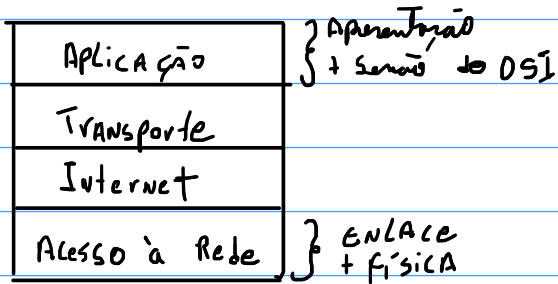 Aplicação
Apresentação
+ Sessão do OSI
Transporte
Internet
Acesso à Rede
Enlace
+ Física